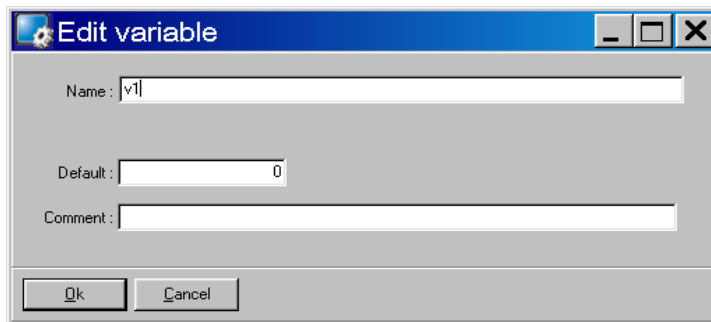 Edit variable
Name : v1
Default : 0
Comment :
Ok Cancel